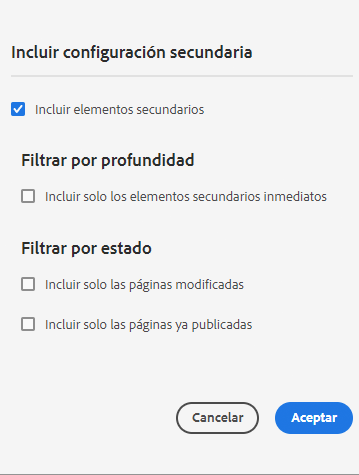 Incluir configuración secundaria
Incluir elementos secundarios
Filtrar por profundidad
Incluir solo los elementos secundarios inmediatos
Filtrar por estado
Incluir solo las páginas modificadas
Incluir solo las páginas ya publicadas
Cancelar
Aceptar